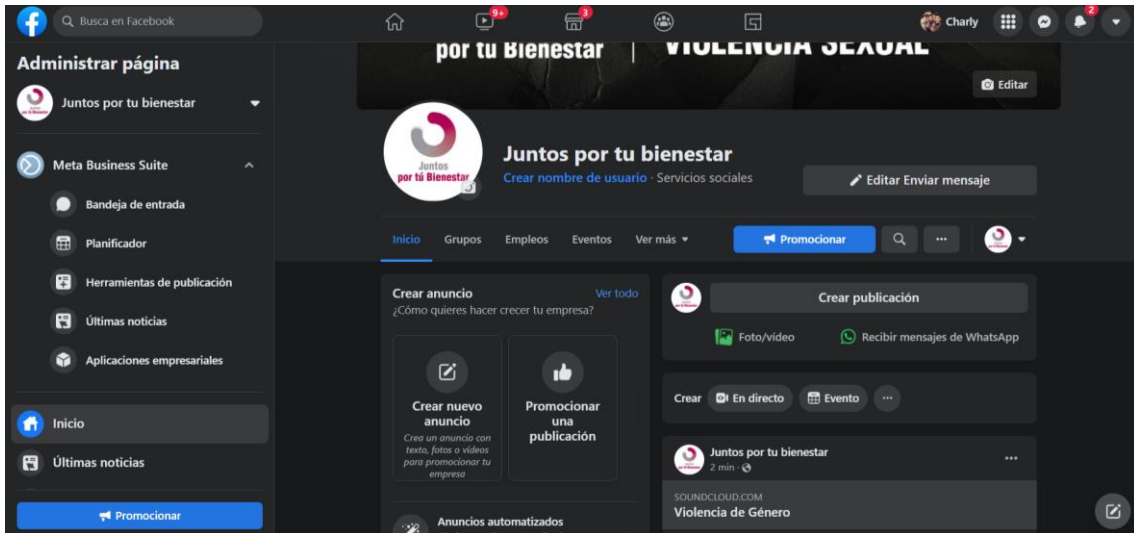 Busca en Facebook
9+
3
Charly
2
Administrar página
Juntos por tu bienestar
Meta Business Suite
Bandeja de entrada
Planificador
Herramientas de publicación
Últimas noticias
Aplicaciones empresariales
Inicio
Últimas noticias
Promocionar
por tu Bienestar
VIOLENCIA SEXUAL
Editar
Juntos
por tú Bienestar
Juntos por tu bienestar
Crear nombre de usuario · Servicios sociales
Editar Enviar mensaje
Inicio
Grupos
Empleos
Eventos
Ver más
Promocionar
Crear anuncio
Ver todo
¿Cómo quieres hacer crecer tu empresa?
Crear nuevo
anuncio
Crea un anuncio con
texto, fotos o vídeos
para promocionar tu
empresa
Promocionar
una
publicación
Anuncios automatizados
Crear publicación
Foto/vídeo
Recibir mensajes de WhatsApp
Crear
En directo
Evento
Juntos por tu bienestar
2 min ·
SOUNDCLOUD.COM
Violencia de Género